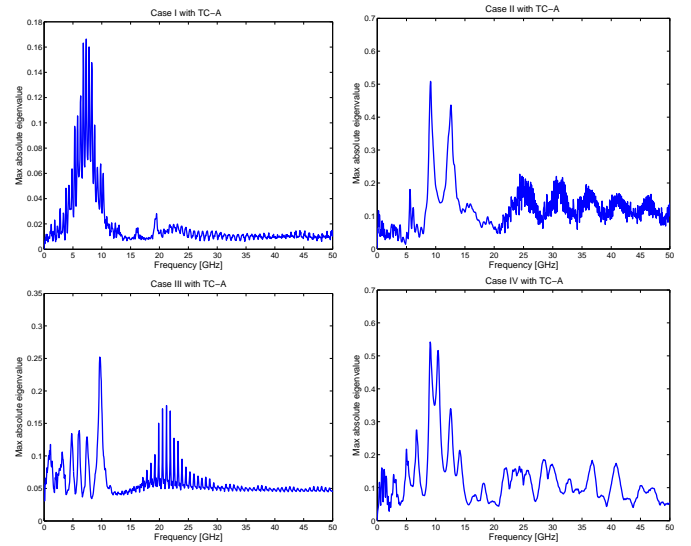 Case I with TC−A
0.18
0.16
0.14
0.12
0.1
0.08
0.06
0.04
0.02
0
Max absolute eigenvalue
0 5 10 15 20 25 30 35 40 45 50
Frequency [GHz]
Case II with TC−A
0.7
0.6
0.5
0.4
0.3
0.2
0.1
0
Max absolute eigenvalue
0 5 10 15 20 25 30 35 40 45 50
Frequency [GHz]
Case III with TC−A
0.35
0.3
0.25
0.2
0.15
0.1
0.05
0
Max absolute eigenvalue
0 5 10 15 20 25 30 35 40 45 50
Frequency [GHz]
Case IV with TC−A
0.7
0.6
0.5
0.4
0.3
0.2
0.1
0
Max absolute eigenvalue
0 5 10 15 20 25 30 35 40 45 50
Frequency [GHz]